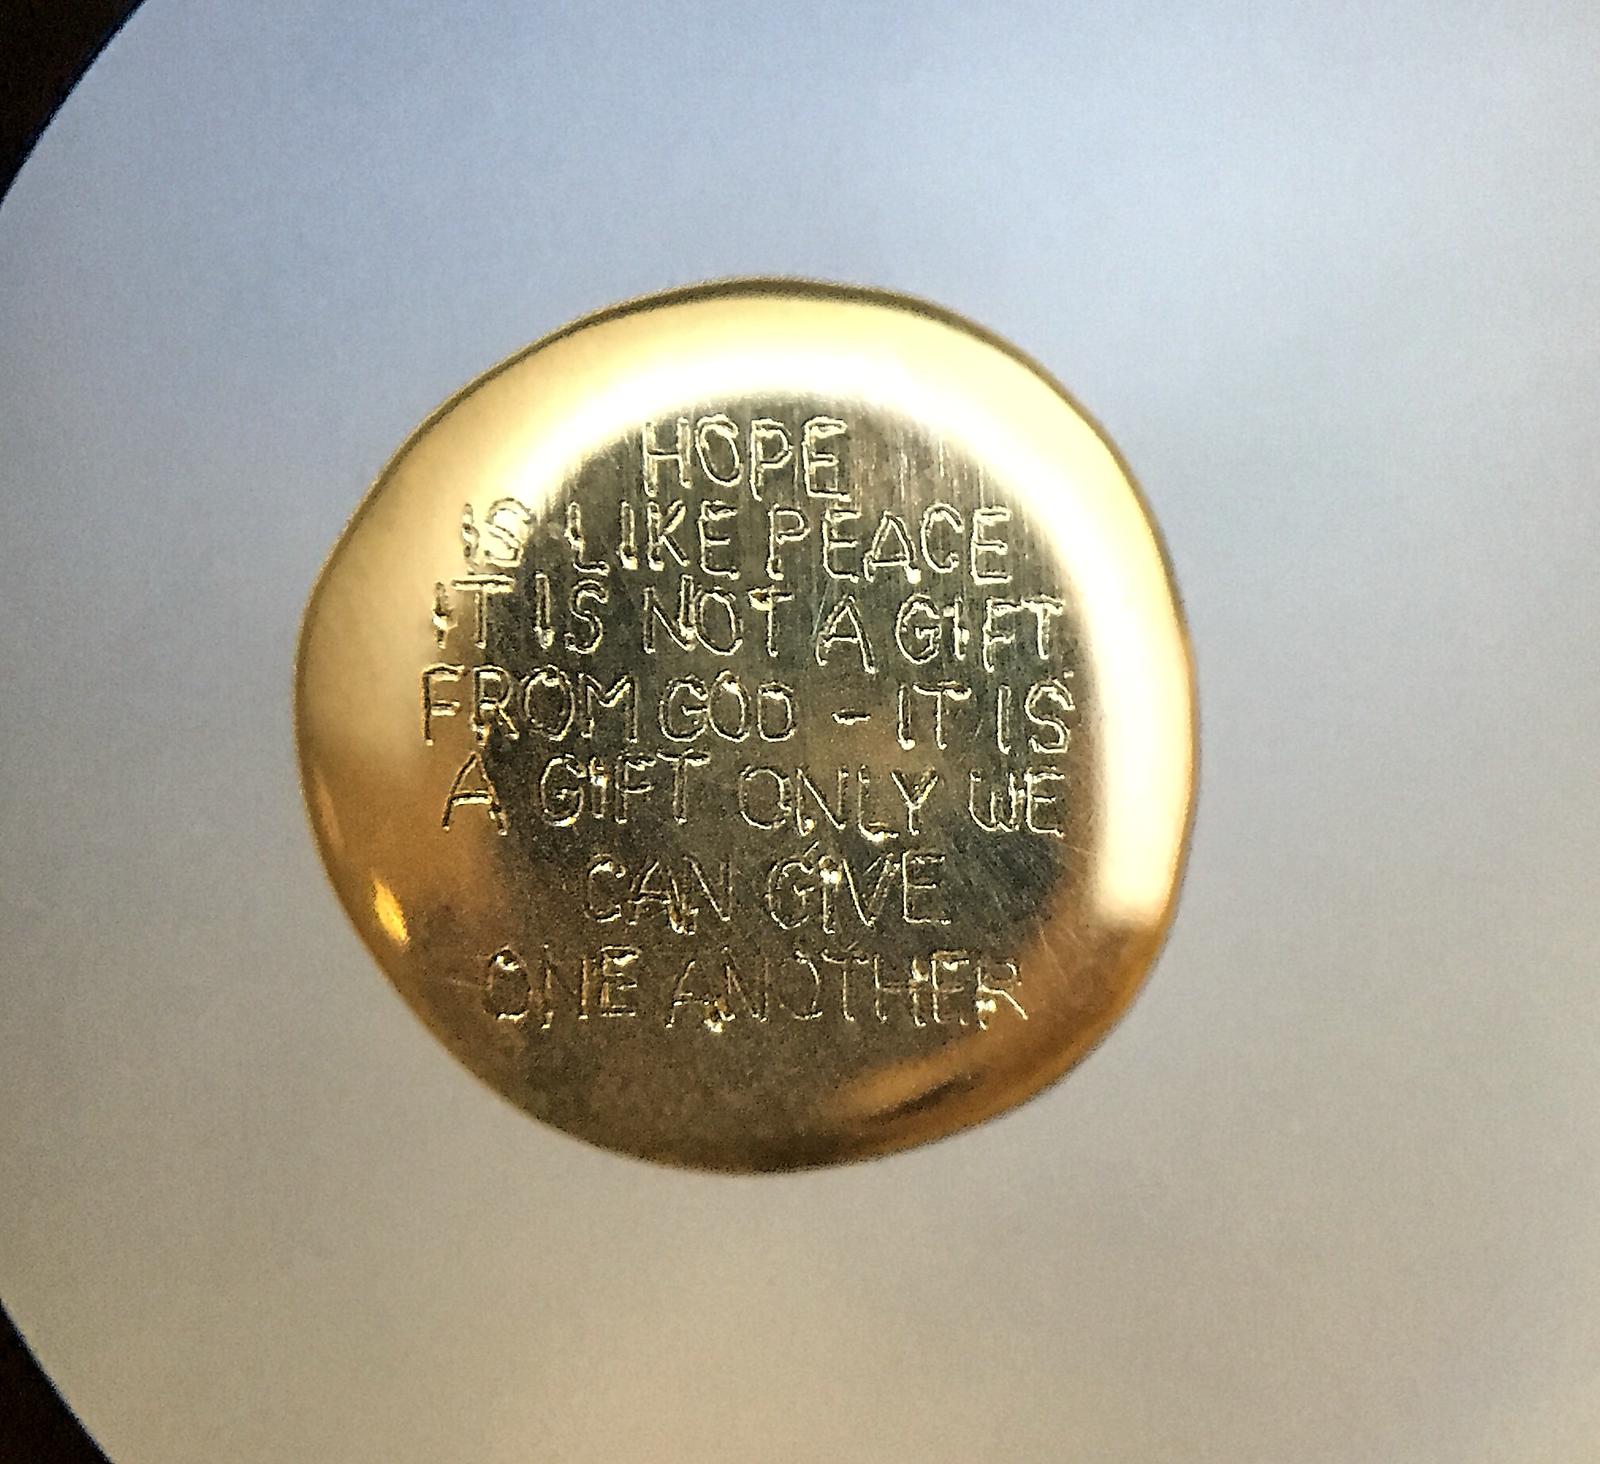 HOPE
IS LIKE PEACE
IT IS NOT A GIFT
FROM GOD - IT IS
A GIFT ONLY WE
CAN GIVE
ONE ANOTHER